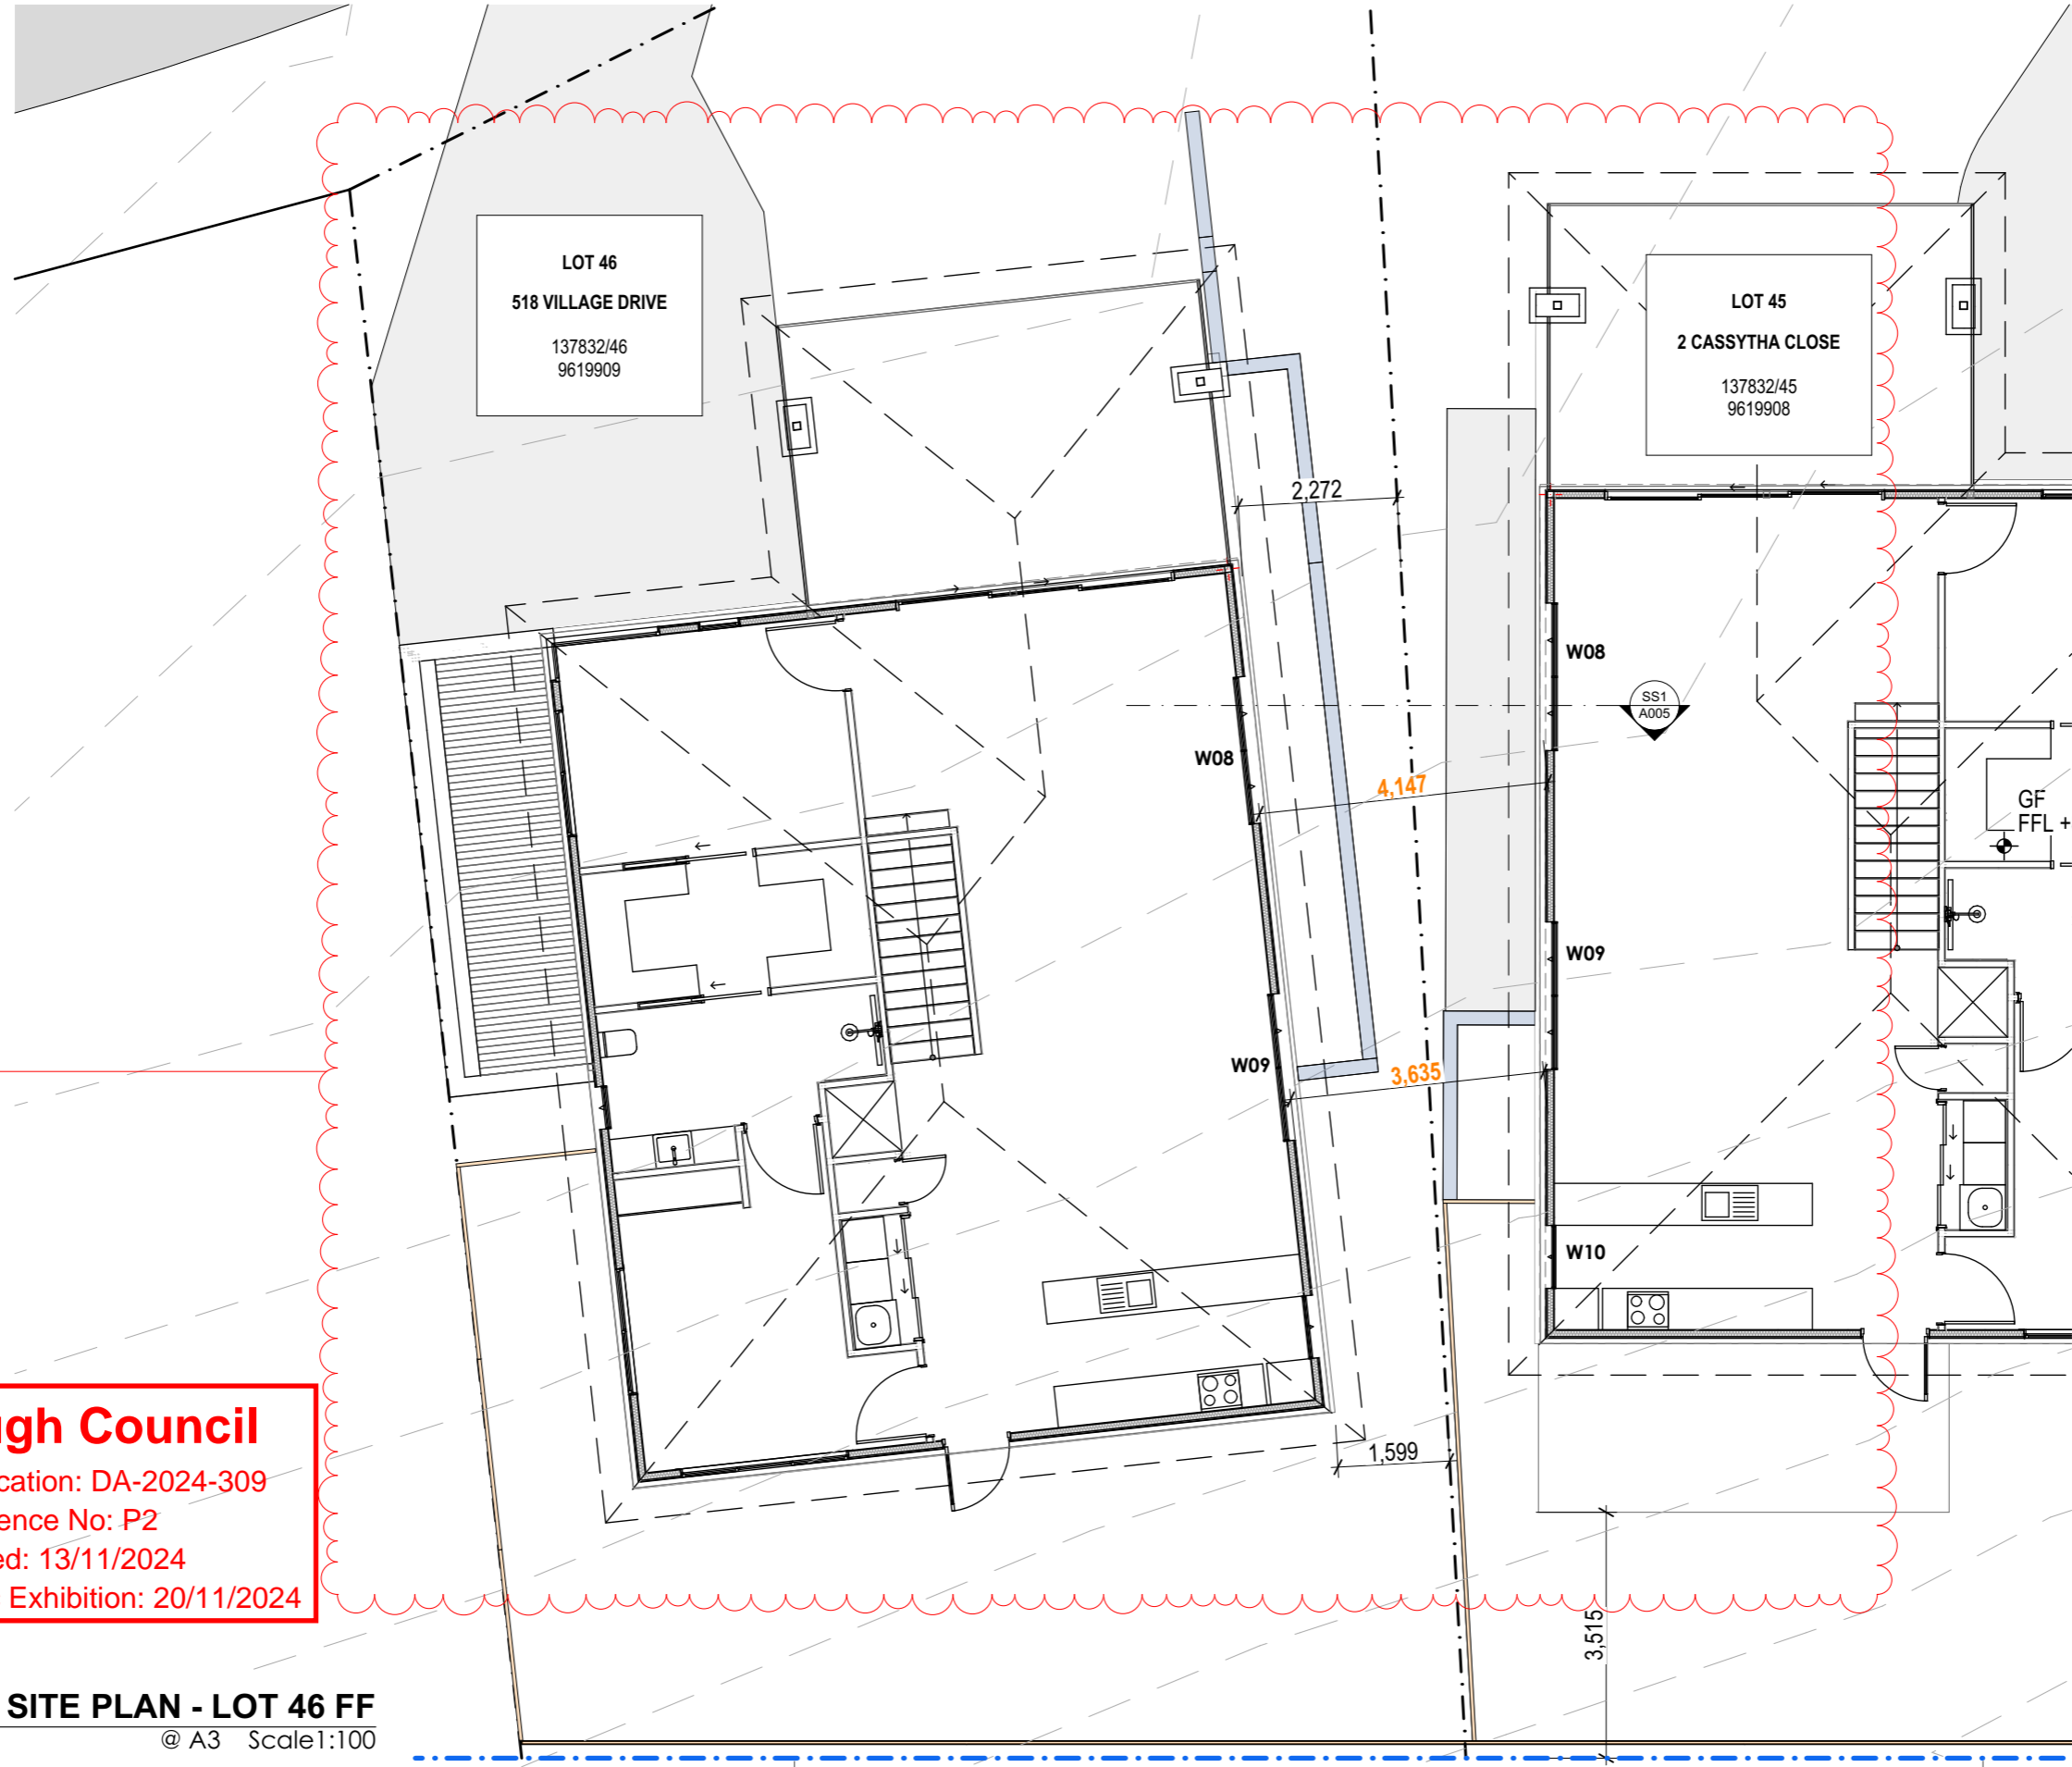 LOT 46
518 VILLAGE DRIVE
137832/46
9619909
LOT 45
2 CASSYTHA CLOSE
137832/45
9619908
2,272
W08
SS1
A005
W08
4,147
GF
FFL +
W09
W09
3,635
W10
1,599
3,515
gh Council
cation: DA-2024-309
ence No: P2
ed: 13/11/2024
Exhibition: 20/11/2024
SITE PLAN - LOT 46 FF
@ A3 Scale1:100